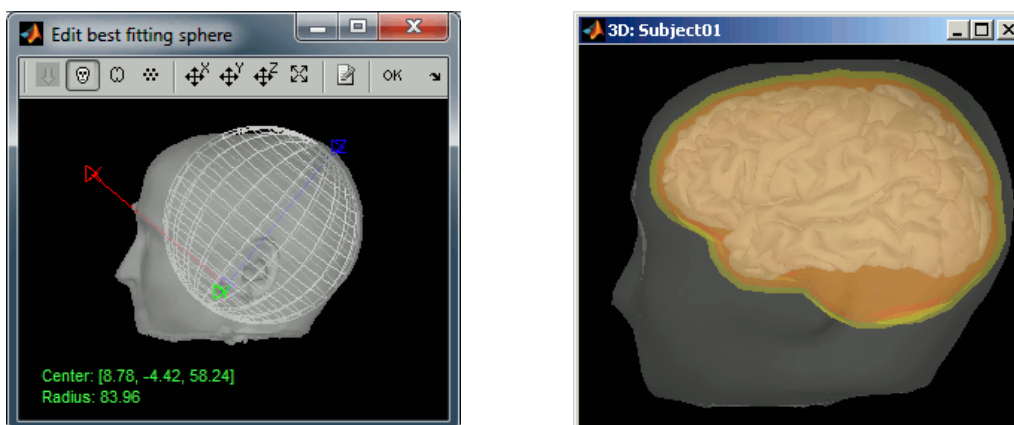 Edit best fitting sphere
X Y Z OK
X
Z
Y
Center: [8.78, -4.42, 58.24]
Radius: 83.96
3D: Subject01